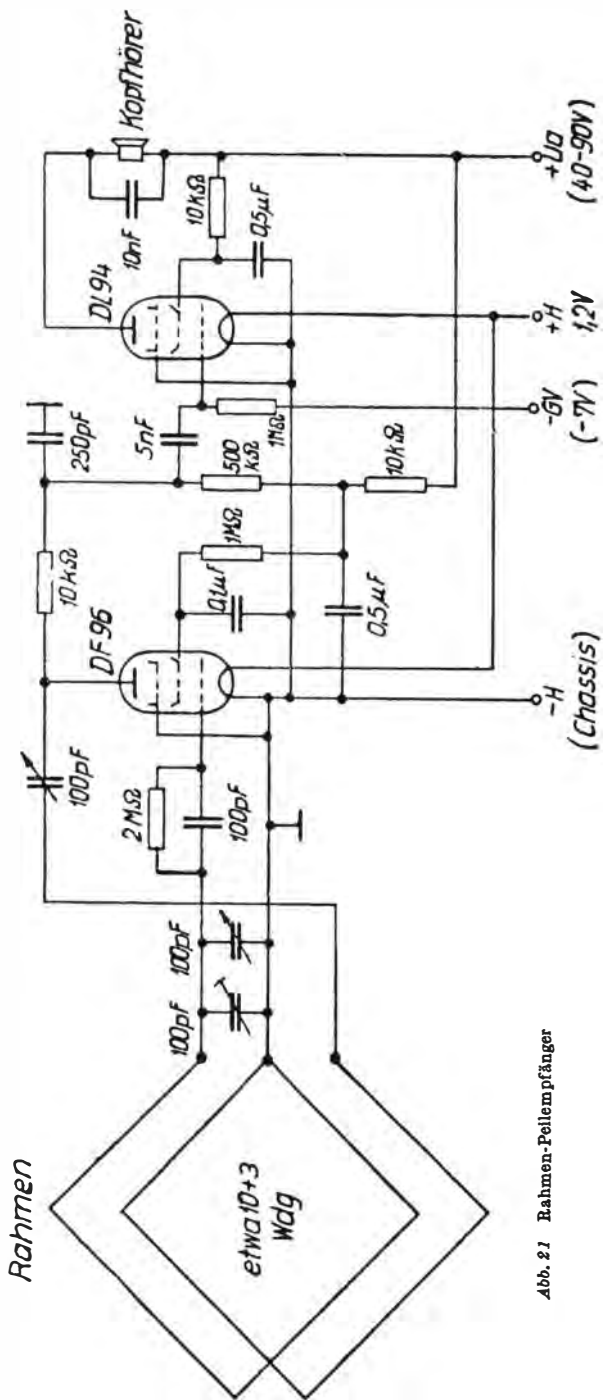 Rahmen
etwa 10+3
Wdg
100pF
100pF
100pF
2MΩ
100pF
DF96
10kΩ
250pF
5nF
0,1µF
1MΩ
500
kΩ
1MΩ
0,5µF
10kΩ
DL94
10nF
Kopfhörer
10kΩ
0,5µF
-H
(Chassis)
-GV
(-7V)
+H
1,2V
+Ua
(40-90V)
Abb. 21 Rahmen-Peilempfänger